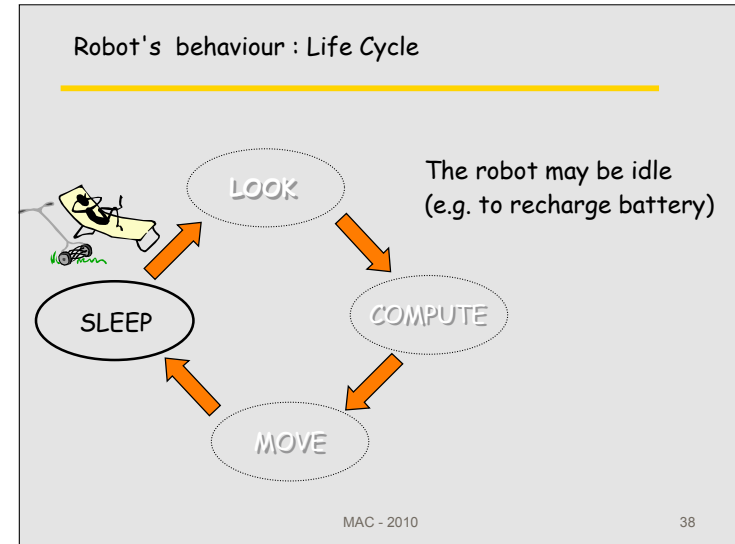 Robot's behaviour : Life Cycle
LOOK
The robot may be idle
(e.g. to recharge battery)
SLEEP
COMPUTE
MOVE
MAC - 2010
38